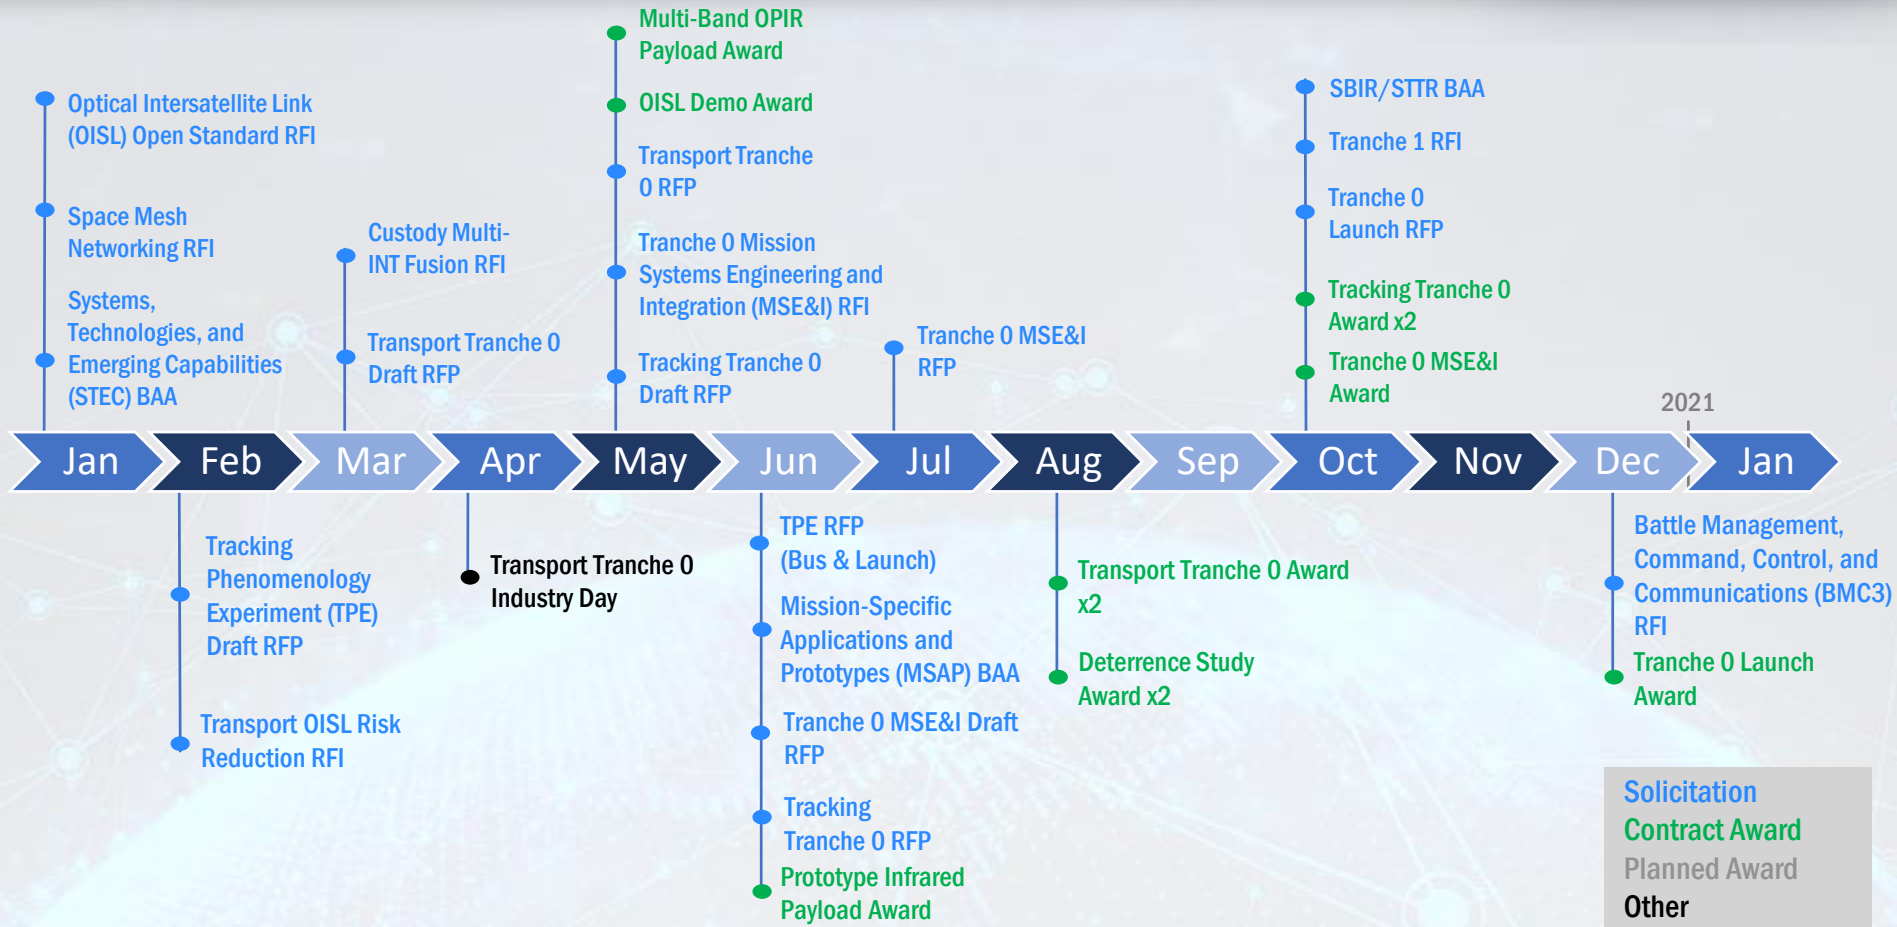 Multi-Band OPIR
Payload Award
OISL Demo Award
Transport Tranche
0 RFP
Tranche 0 Mission
Systems Engineering and
Integration (MSE&I) RFI
Tracking Tranche 0
Draft RFP
Optical Intersatellite Link
(OISL) Open Standard RFI
Space Mesh
Networking RFI
Systems,
Technologies, and
Emerging Capabilities
(STEC) BAA
Custody Multi-
INT Fusion RFI
Transport Tranche 0
Draft RFP
Tranche 0 MSE&I
RFP
SBIR/STTR BAA
Tranche 1 RFI
Tranche 0
Launch RFP
Tracking Tranche 0
Award x2
Tranche 0 MSE&I
Award
2021
Jan Feb Mar Apr May Jun Jul Aug Sep Oct Nov Dec Jan
Tracking
Phenomenology
Experiment (TPE)
Draft RFP
Transport OISL Risk
Reduction RFI
Transport Tranche 0
Industry Day
TPE RFP
(Bus & Launch)
Mission-Specific
Applications and
Prototypes (MSAP) BAA
Tranche 0 MSE&I Draft
RFP
Tracking
Tranche 0 RFP
Prototype Infrared
Payload Award
Transport Tranche 0 Award
x2
Deterrence Study
Award x2
Battle Management,
Command, Control, and
Communications (BMC3)
RFI
Tranche 0 Launch
Award
Solicitation
Contract Award
Planned Award
Other